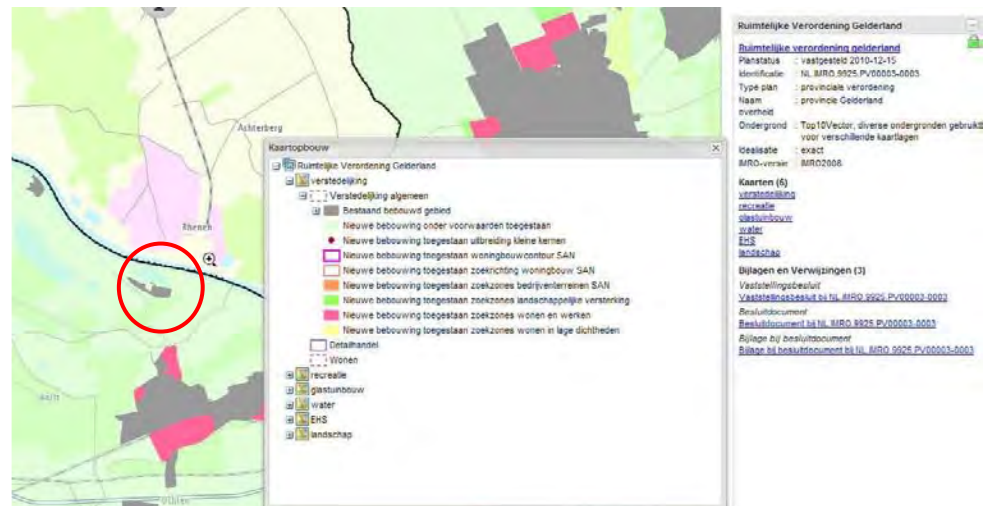 Achterberg
Rhenen
Kaartopbouw
Ruimtelijke Verordening Gelderland
verstedelijking
Verstedelijking algemeen
Bestaand bebouwd gebied
Nieuwe bebouwing onder voorwaarden toegestaan
Nieuwe bebouwing toegestaan uitbreiding kleine kernen
Nieuwe bebouwing toegestaan woningbouwcontour SAN
Nieuwe bebouwing toegestaan zoekrichting woningbouw SAN
Nieuwe bebouwing toegestaan zoekzones bedrijventerreinen SAN
Nieuwe bebouwing toegestaan zoekzones landschappelijke versterking
Nieuwe bebouwing toegestaan zoekzones wonen en werken
Nieuwe bebouwing toegestaan zoekzones wonen in lage dichtheden
Detailhandel
Wonen
recreatie
glastuinbouw
water
EHS
landschap
Ruimtelijke Verordening Gelderland
Ruimtelijke verordening gelderland
Planstatus : vastgesteld 2010-12-15
Identificatie : NL.IMRO.9925.PV00003-0003
Type plan : provinciale verordening
Naam : provincie Gelderland
overheid
Ondergrond : Top10Vector, diverse ondergronden gebruikt
voor verschillende kaartlagen
Idealisatie : exact
IMRO-versie : IMRO2008
Kaarten (6)
verstedelijking
recreatie
glastuinbouw
water
EHS
landschap
Bijlagen en Verwijzingen (3)
Vaststellingsbesluit
Vaststellingsbesluit bij NL.IMRO.9925.PV00003-0003
Besluitdocument
Besluitdocument bij NL.IMRO.9925.PV00003-0003
Bijlage bij besluitdocument
Bijlage bij besluitdocument bij NL.IMRO.9925.PV00003-0003